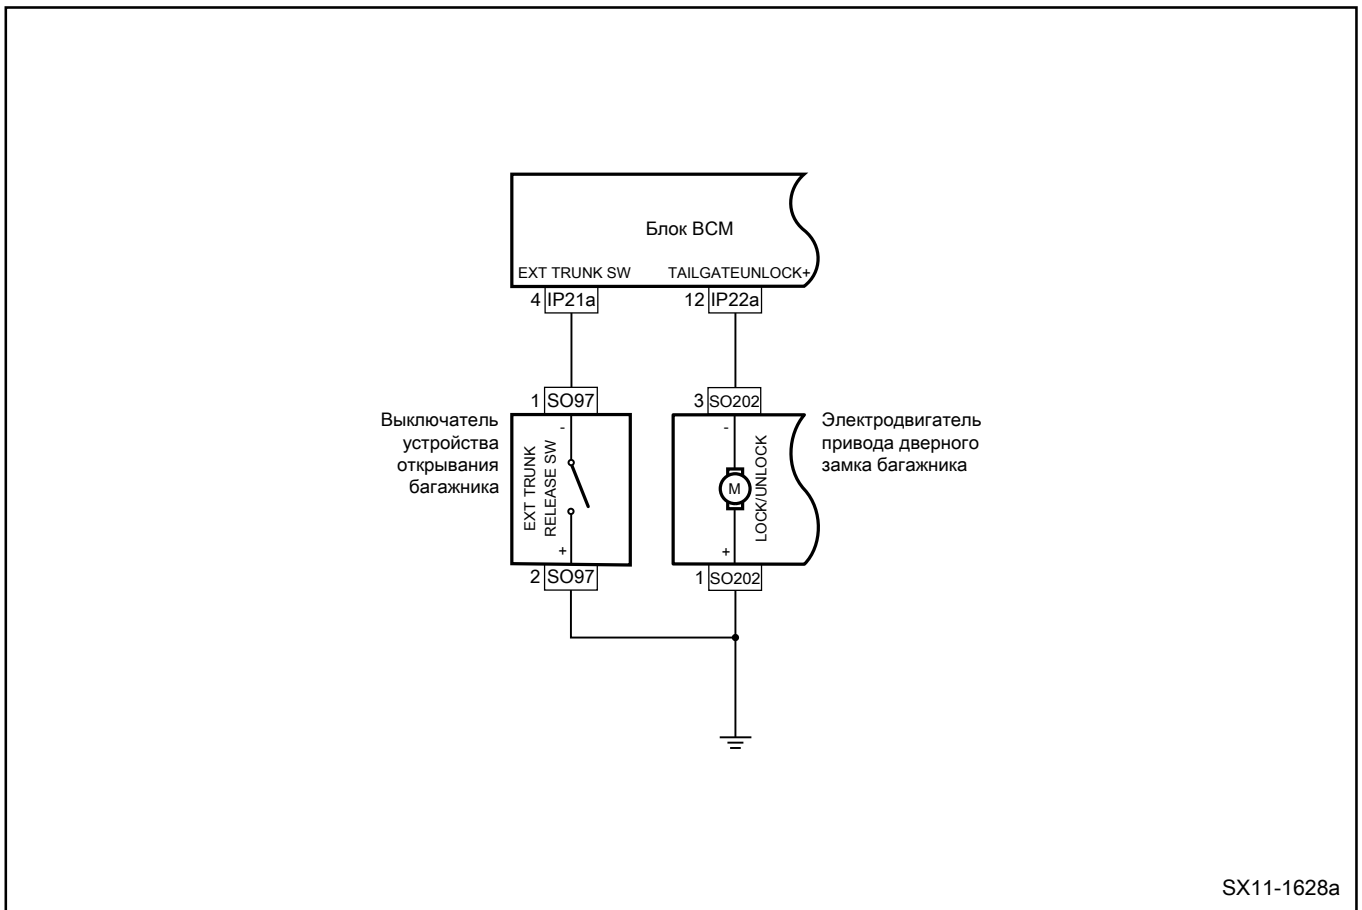 Блок BCM
EXT TRUNK SW
TAILGATEUNLOCK+
4 IP21a
12 IP22a
1 SO97
3 SO202
Выключатель
устройства
открывания
багажника
-
EXT TRUNK
RELEASE SW
+
-
M
LOCK/UNLOCK
+
Электродвигатель
привода дверного
замка багажника
2 SO97
1 SO202
SX11-1628a